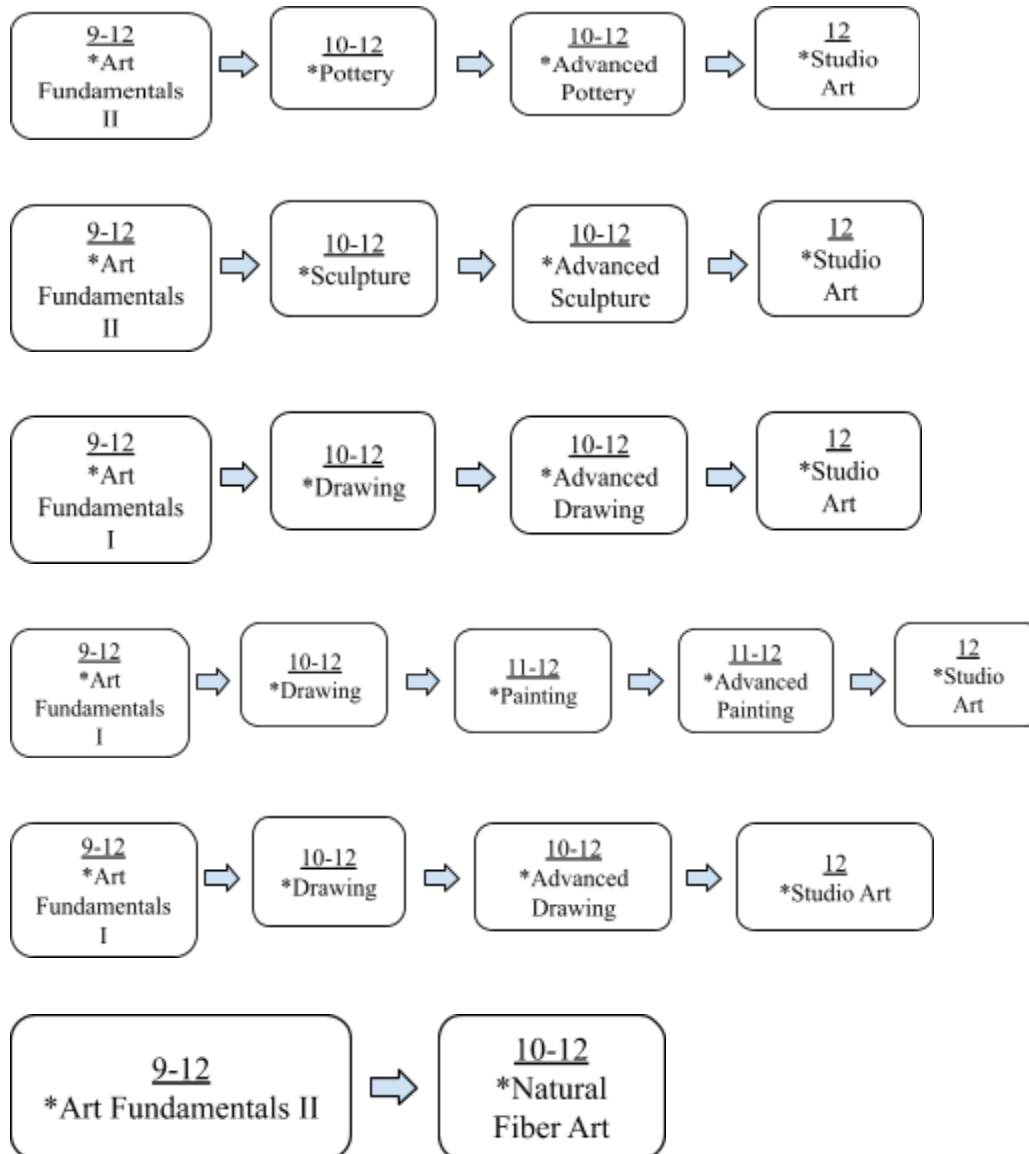 9-12
*Art
Fundamentals
II
10-12
*Pottery
10-12
*Advanced
Pottery
12
*Studio
Art
9-12
*Art
Fundamentals
II
10-12
*Sculpture
10-12
*Advanced
Sculpture
12
*Studio
Art
9-12
*Art
Fundamentals
I
10-12
*Drawing
10-12
*Advanced
Drawing
12
*Studio
Art
9-12
*Art
Fundamentals
I
10-12
*Drawing
11-12
*Painting
11-12
*Advanced
Painting
12
*Studio
Art
9-12
*Art
Fundamentals
I
10-12
*Drawing
10-12
*Advanced
Drawing
12
*Studio Art
9-12
*Art Fundamentals II
10-12
*Natural
Fiber Art